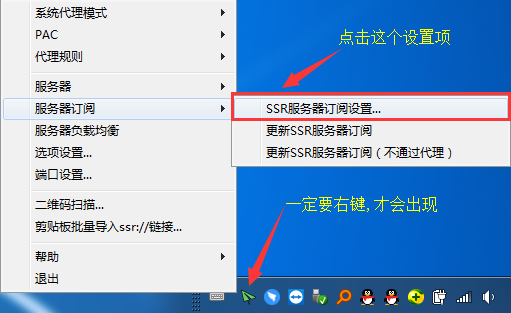 系统代理模式
PAC
代理规则
服务器
服务器订阅
服务器负载均衡
选项设置...
端口设置...
二维码扫描...
剪贴板批量导入ssr://链接...
帮助
退出
点击这个设置项
SSR服务器订阅设置...
更新SSR服务器订阅
更新SSR服务器订阅（不通过代理）
一定要右键,才会出现